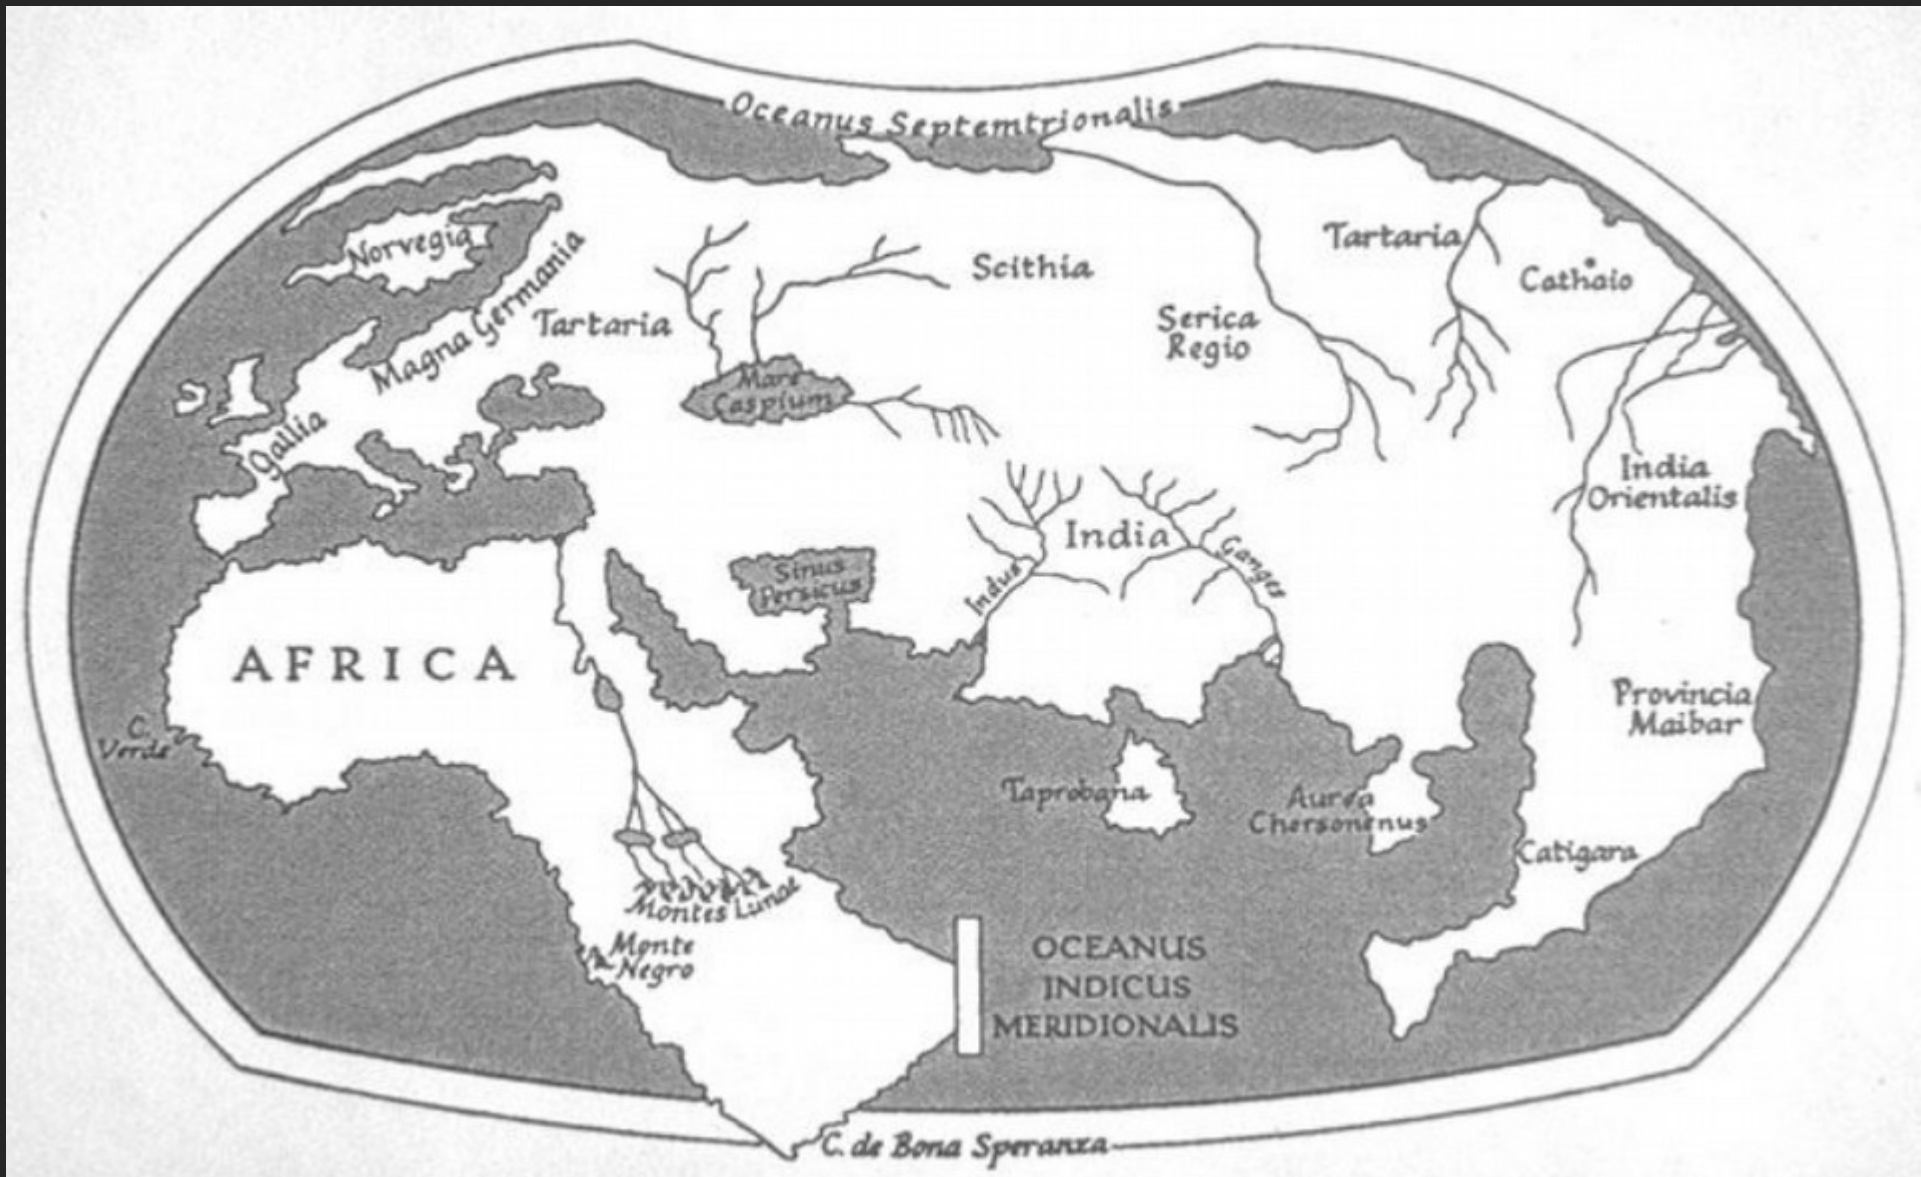 Oceanus Septemtrionalis
Norvegia
Magna Germania
Tartaria
Scithia
Tartaria
Cathaio
Serica
Regio
Mare
Caspium
Gallia
India
Orientalis
India
Indus
Ganges
Sinus
Persicus
AFRICA
C.
Verde
Provincia
Maibar
Taprobana
Aurea
Chersonenus
Catigara
Montes Lunae
Monte
Negro
OCEANUS
INDICUS
MERIDIONALIS
C. de Bona Speranza